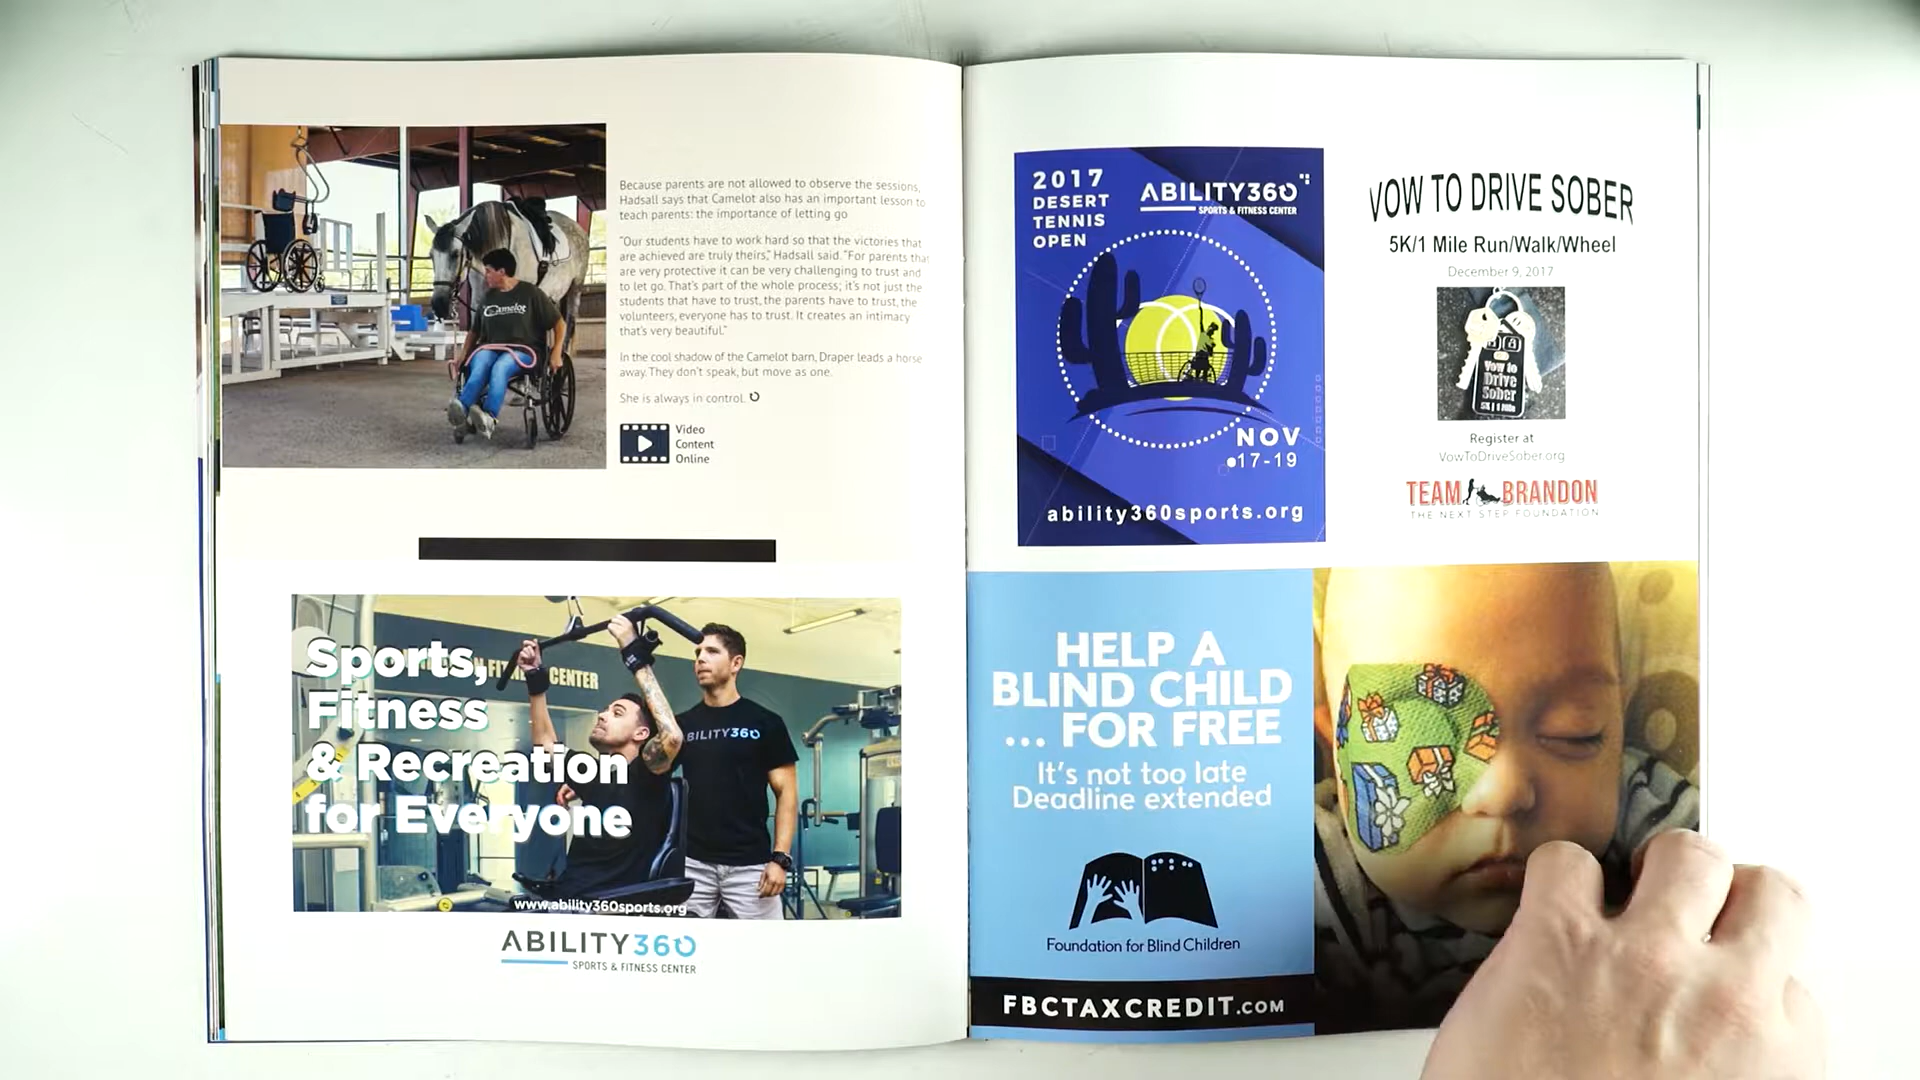 Because parents are not allowed to observe the sessions,
Hadsall says that Camelot also has an important lesson to
teach parents: the importance of letting go
"Our students have to work hard so that the victories that
are achieved are truly theirs," Hadsall said. "For parents that
are very protective it can be very challenging to trust and
to let go. That's part of the whole process; it's not just the
students that have to trust, the parents have to trust, the
volunteers, everyone has to trust. It creates an intimacy
that's very beautiful."
In the cool shadow of the Camelot barn, Draper leads a horse
away. They don't speak, but move as one.
She is always in control.
Video
Content
Online
Camelot
Sports,
Fitness
& Recreation
for Everyone
CENTER
ABILITY360
www.ability360sports.org
ABILITY360
SPORTS & FITNESS CENTER
2017
DESERT
TENNIS
OPEN
ABILITY360
SPORTS & FITNESS CENTER
NOV
17-19
ability360sports.org
VOW TO DRIVE SOBER
5K/1 Mile Run/Walk/Wheel
December 9, 2017
Vow to
Drive
Sober
5K | 1 Mile
Register at
VowToDriveSober.org
TEAM BRANDON
THE NEXT STEP FOUNDATION
HELP A
BLIND CHILD
... FOR FREE
It's not too late
Deadline extended
Foundation for Blind Children
FBCTAXCREDIT.COM